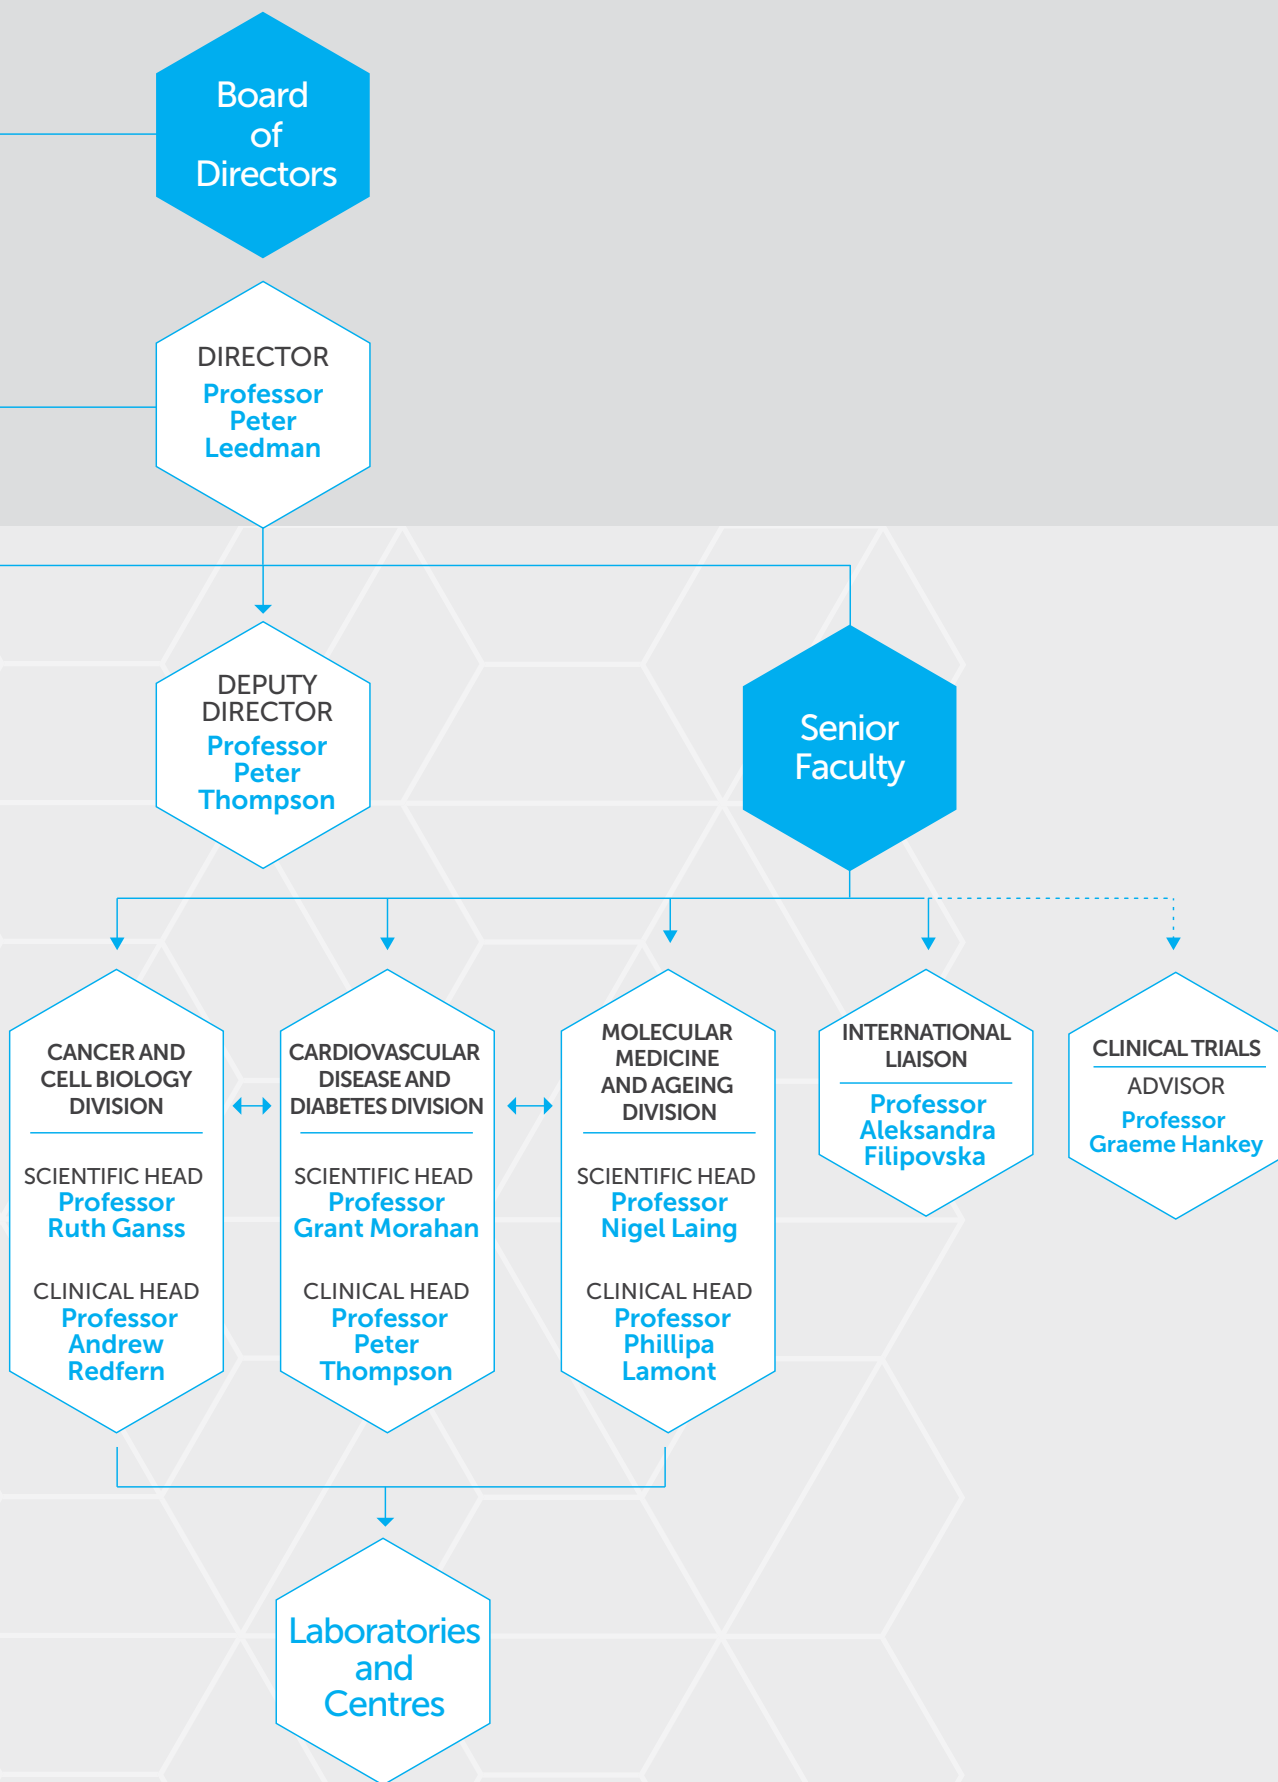 Board
of
Directors
DIRECTOR
Professor
Peter
Leedman
DEPUTY
DIRECTOR
Professor
Peter
Thompson
Senior
Faculty
CANCER AND
CELL BIOLOGY
DIVISION
SCIENTIFIC HEAD
Professor
Ruth Ganss
CLINICAL HEAD
Professor
Andrew
Redfern
CARDIOVASCULAR
DISEASE AND
DIABETES DIVISION
SCIENTIFIC HEAD
Professor
Grant Morahan
CLINICAL HEAD
Professor
Peter
Thompson
MOLECULAR
MEDICINE
AND AGEING
DIVISION
SCIENTIFIC HEAD
Professor
Nigel Laing
CLINICAL HEAD
Professor
Phillipa
Lamont
INTERNATIONAL
LIAISON
Professor
Aleksandra
Filipovska
CLINICAL TRIALS
ADVISOR
Professor
Graeme Hankey
Laboratories
and
Centres